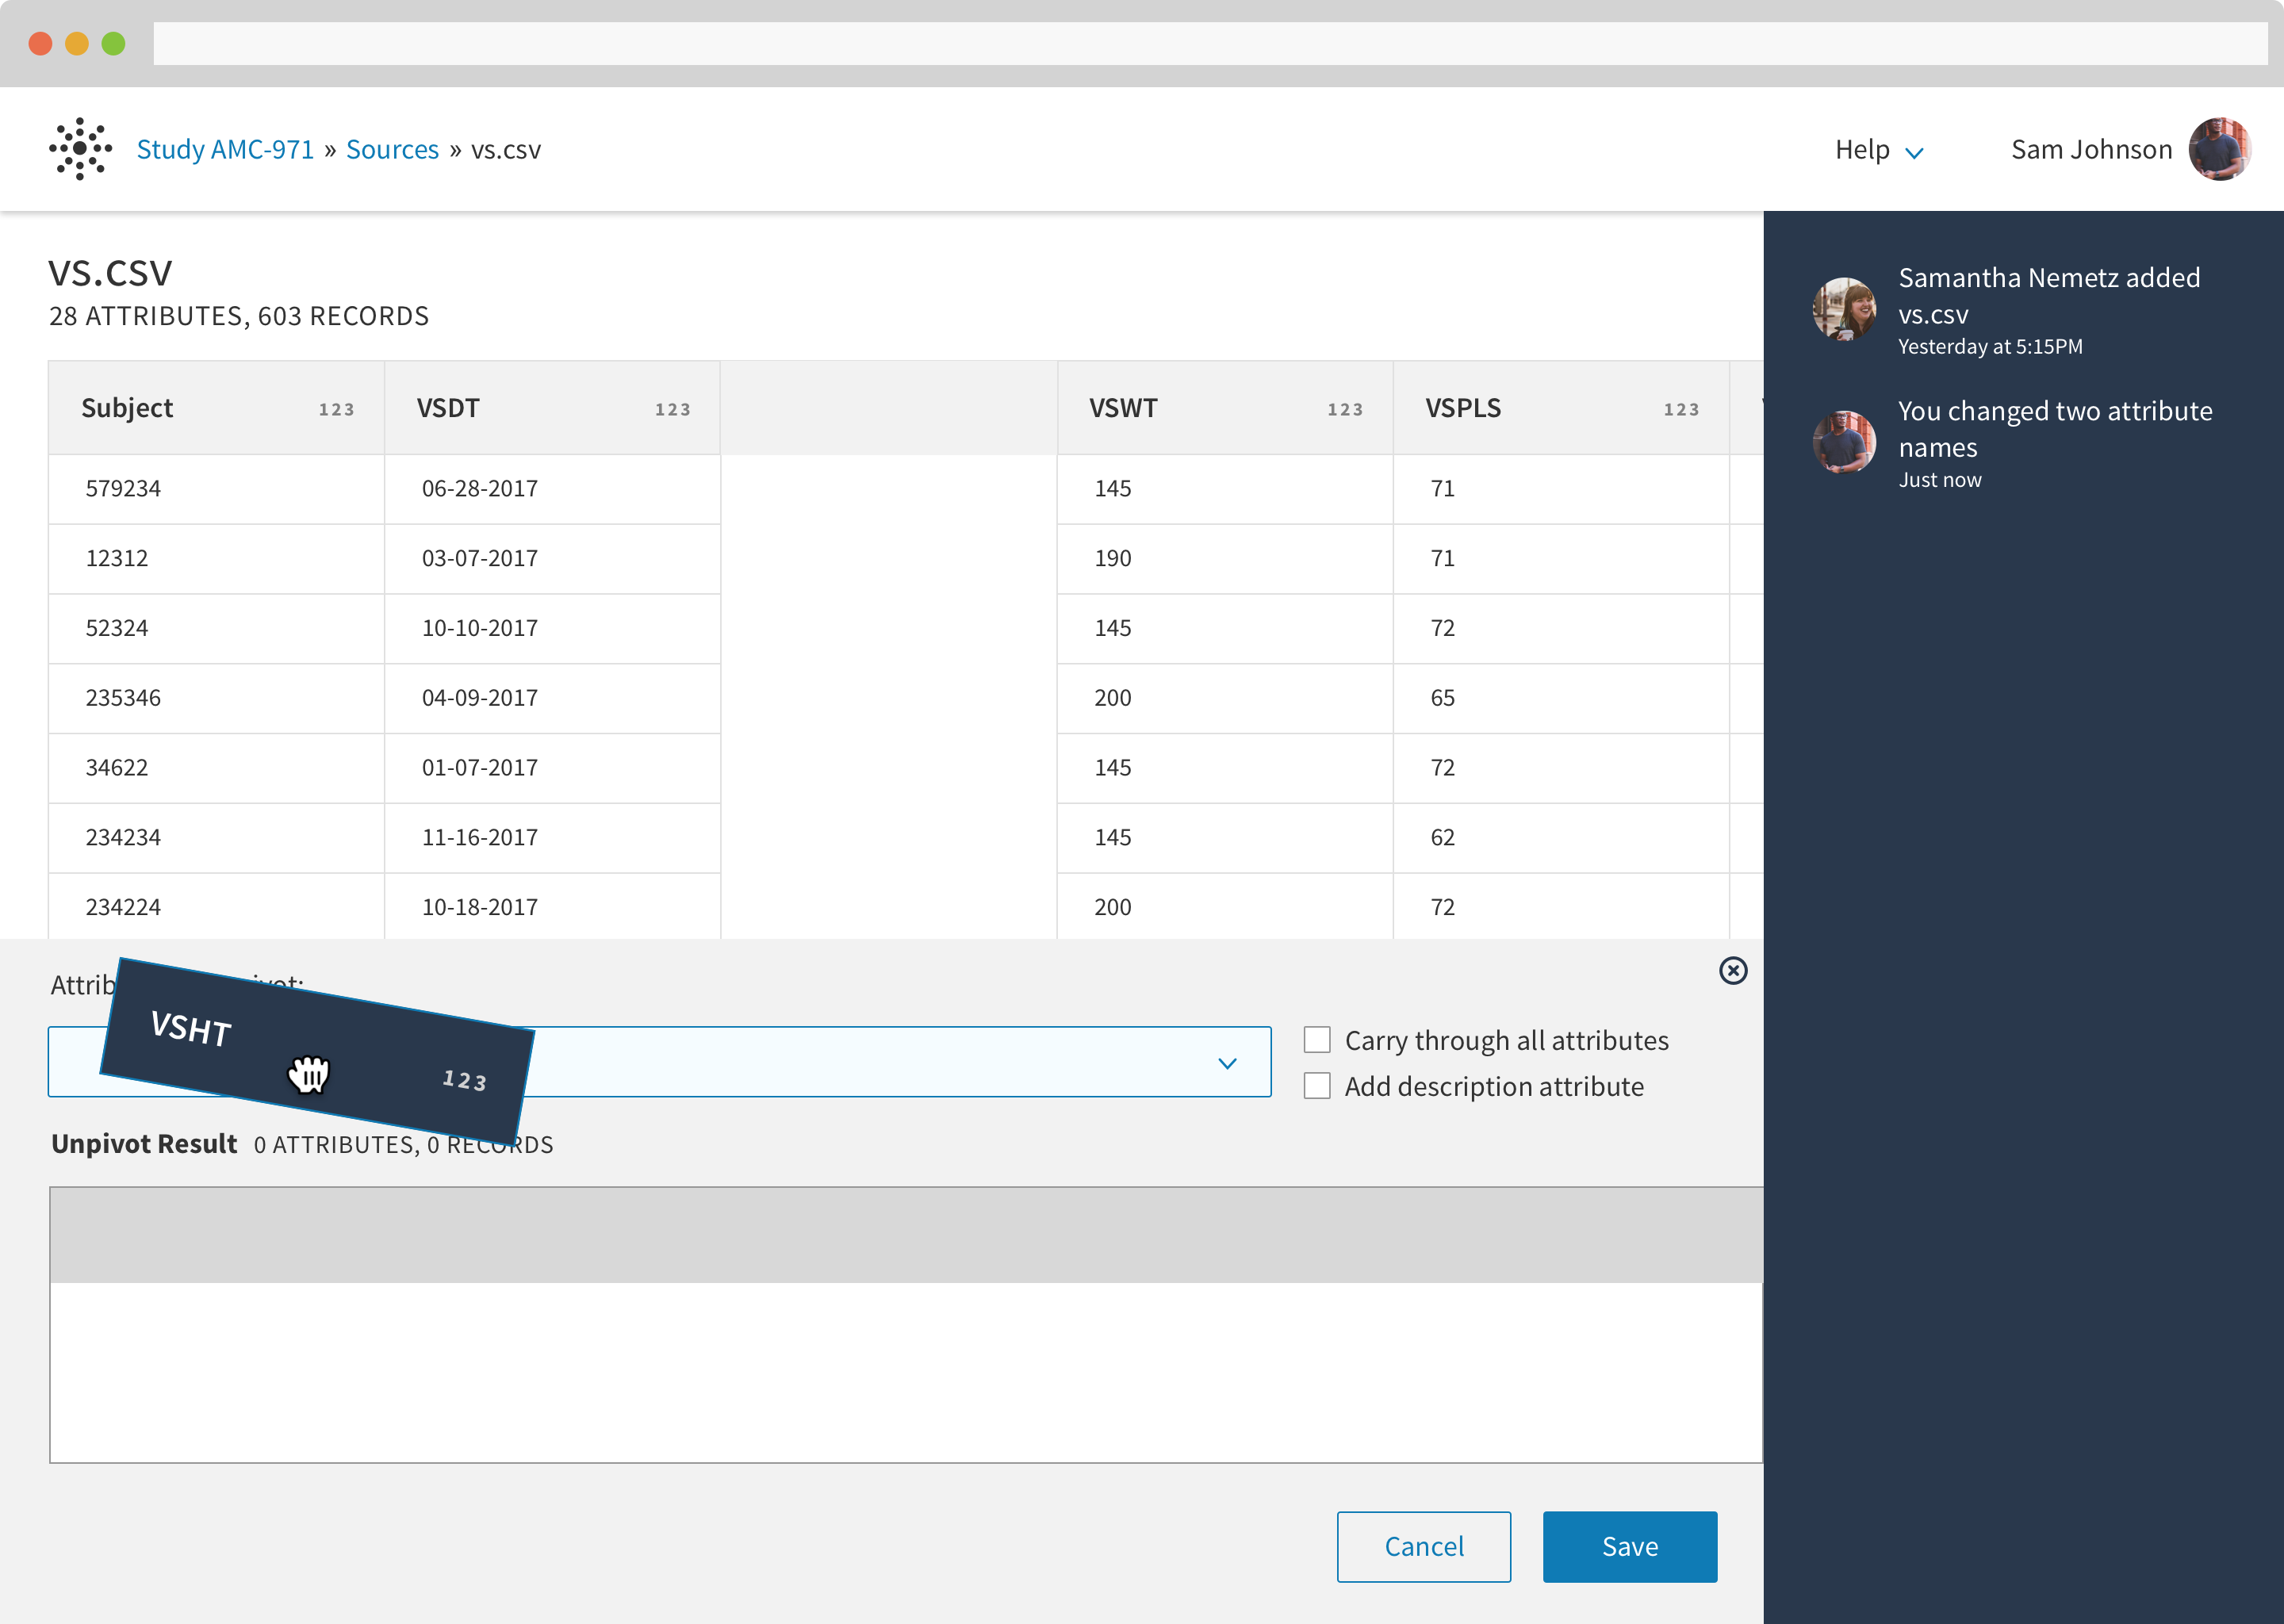 Study AMC-971 » Sources » vs.csv
Help
Sam Johnson
vs.csv
28 ATTRIBUTES, 603 RECORDS
Subject 123 VSDT 123 VSWT 123 VSPLS 123
579234 06-28-2017 145 71
12312 03-07-2017 190 71
52324 10-10-2017 145 72
235346 04-09-2017 200 65
34622 01-07-2017 145 72
234234 11-16-2017 145 62
234224 10-18-2017 200 72
Samantha Nemetz added
vs.csv
Yesterday at 5:15PM
You changed two attribute
names
Just now
VSHT 123
Carry through all attributes
Add description attribute
Unpivot Result 0 ATTRIBUTES, 0 RECORDS
Cancel Save